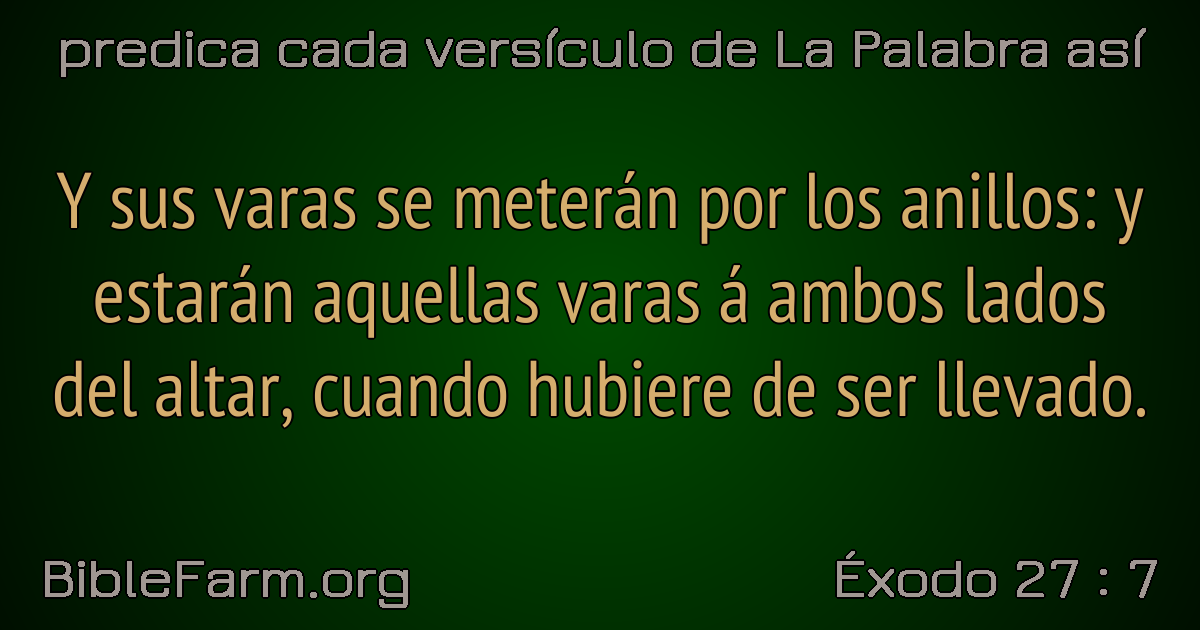 predica cada versículo de La Palabra así
Y sus varas se meterán por los anillos: y
estarán aquellas varas á ambos lados
del altar, cuando hubiere de ser llevado.
BibleFarm.org
Éxodo 27 : 7